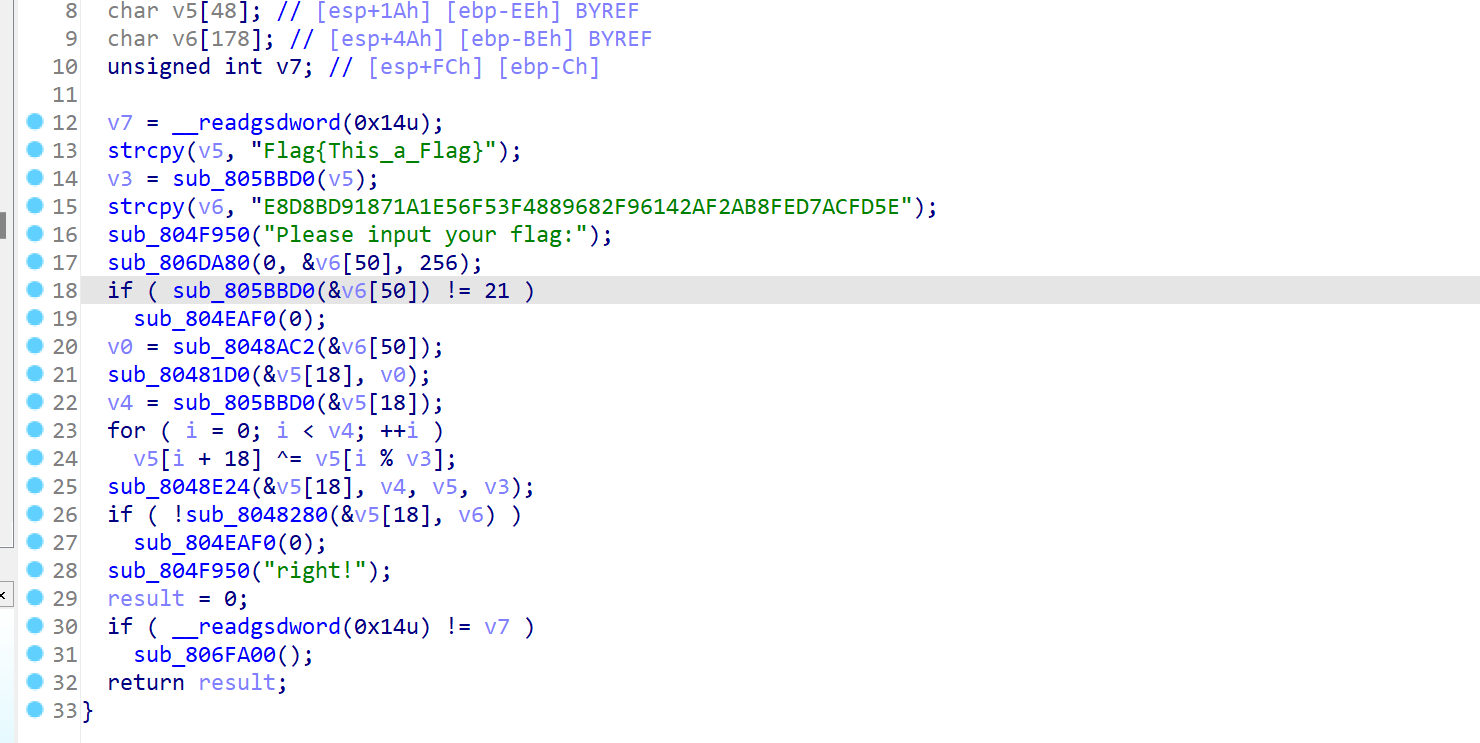 8 char v5[48]; // [esp+1Ah] [ebp-EEh] BYREF
9 char v6[178]; // [esp+4Ah] [ebp-BEh] BYREF
10 unsigned int v7; // [esp+FCh] [ebp-Ch]
11
12 v7 = __readgsdword(0x14u);
13 strcpy(v5, "Flag{This_a_Flag}");
14 v3 = sub_805BBD0(v5);
15 strcpy(v6, "E8D8BD91871A1E56F53F4889682F96142AF2AB8FED7ACFD5E");
16 sub_804F950("Please input your flag:");
17 sub_806DA80(0, &v6[50], 256);
18 if ( sub_805BBD0(&v6[50]) != 21 )
19 sub_804EAF0(0);
20 v0 = sub_8048AC2(&v6[50]);
21 sub_80481D0(&v5[18], v0);
22 v4 = sub_805BBD0(&v5[18]);
23 for ( i = 0; i < v4; ++i )
24 v5[i + 18] ^= v5[i % v3];
25 sub_8048E24(&v5[18], v4, v5, v3);
26 if ( !sub_8048280(&v5[18], v6) )
27 sub_804EAF0(0);
28 sub_804F950("right!");
29 result = 0;
30 if ( __readgsdword(0x14u) != v7 )
31 sub_806FA00();
32 return result;
33 }